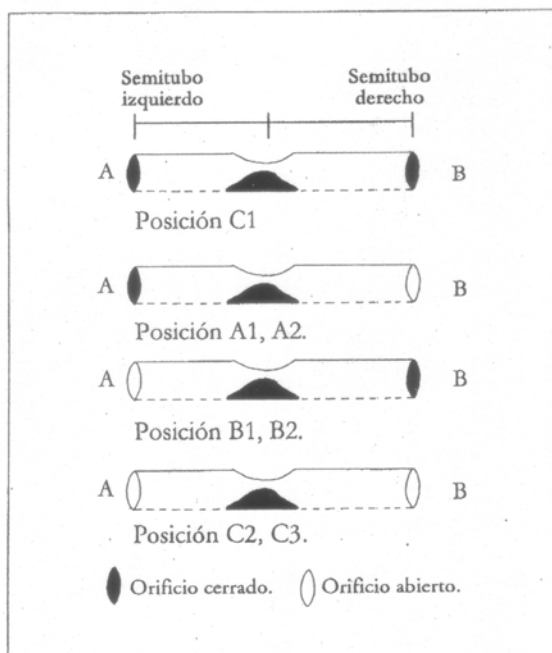 Semitubo izquierdo
Semitubo derecho
A B
Posición C1
A B
Posición A1, A2.
A B
Posición B1, B2.
A B
Posición C2, C3.
Orificio cerrado. Orificio abierto.